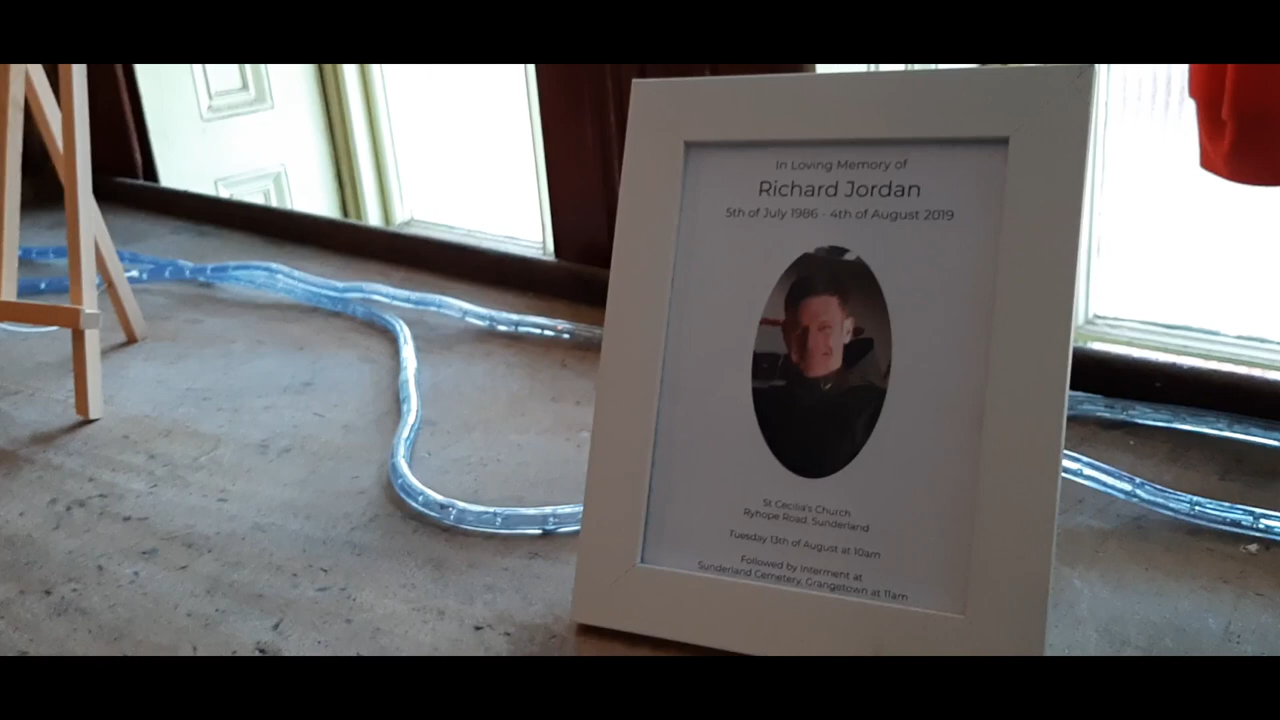 In Loving Memory of
Richard Jordan
5th of July 1986 - 4th of August 2019
St Cecilia's Church
Ryhope Road, Sunderland
Tuesday 13th of August at 10am
Followed by Interment at
Sunderland Cemetery, Grangetown at 11am